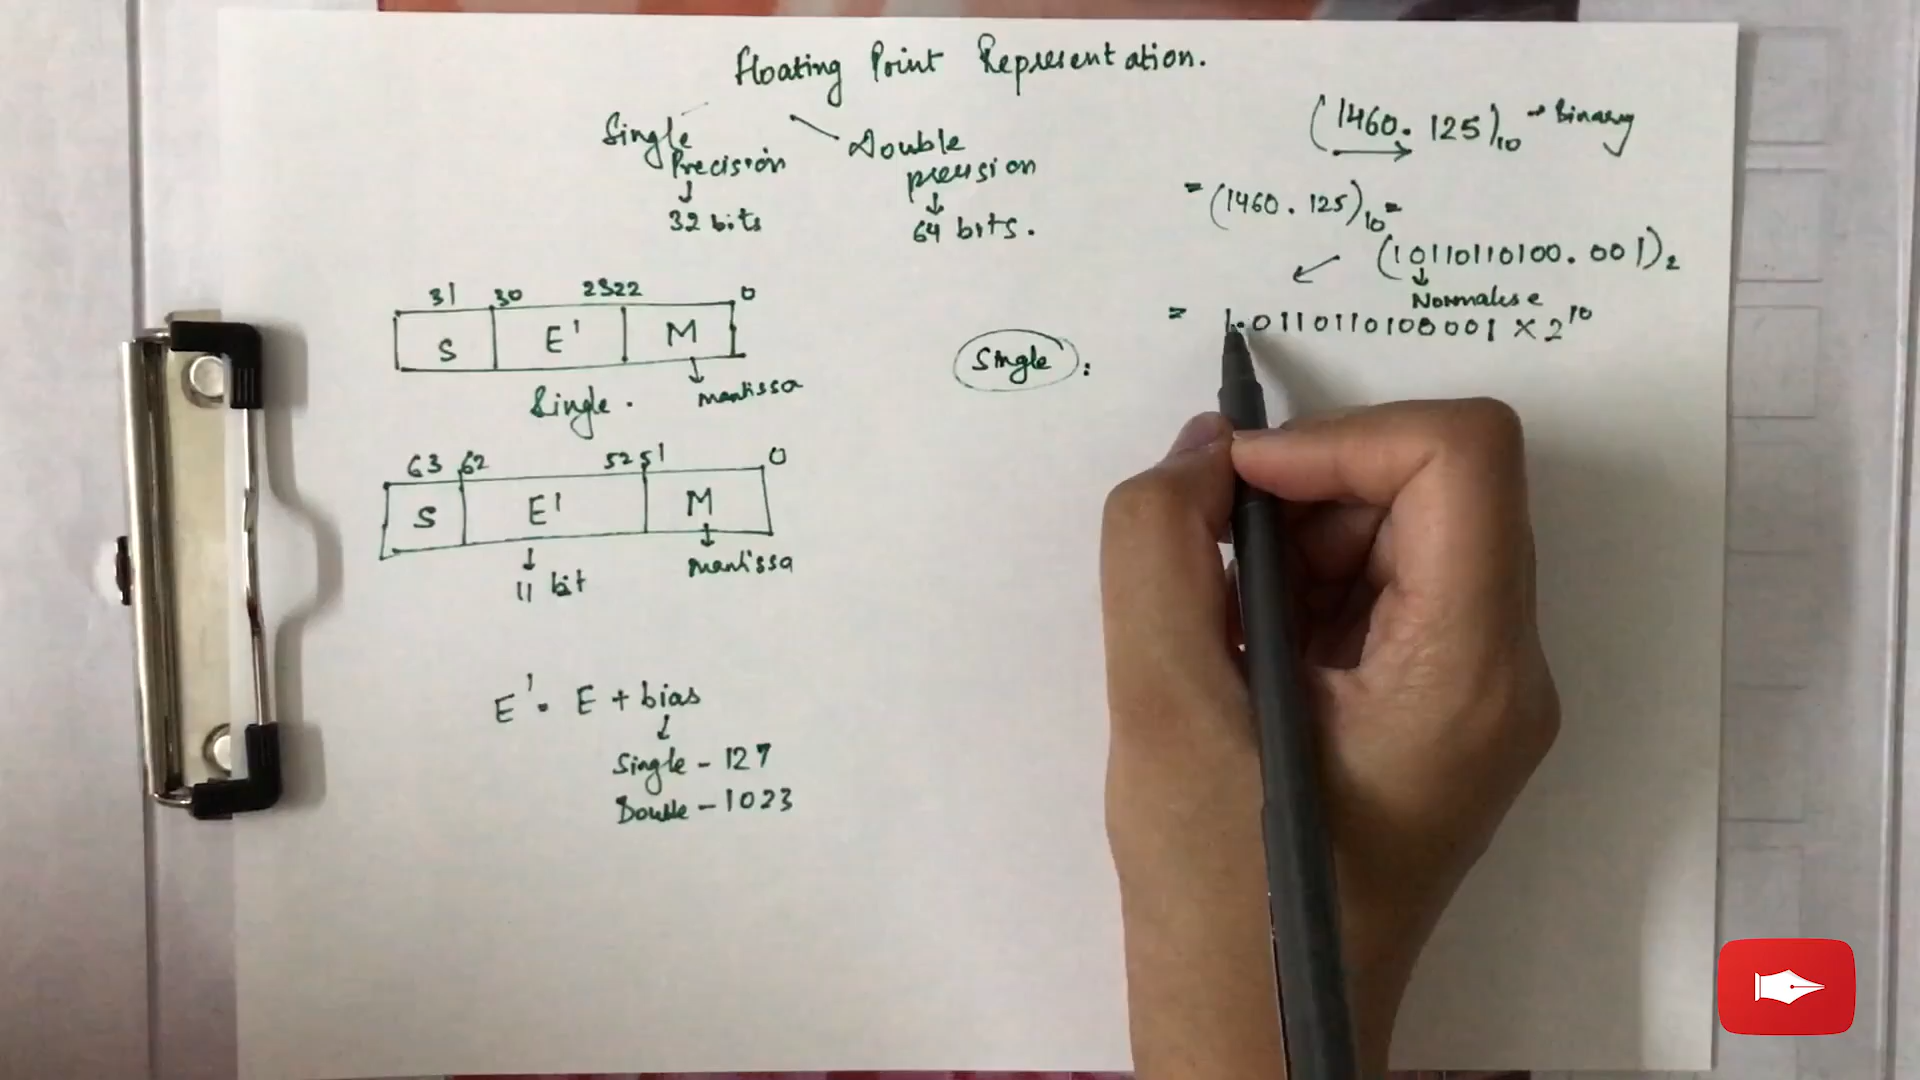 Floating Point Representation.
Single Precision
↓
32 bits
Double precision
↓
64 bits.
31 30 23 22 0
S E' M
↓
mantissa
Single.
63 62 52 51 0
S E' M
↓ ↓
11 bit mantissa
E' = E + bias
↓
Single - 127
Double - 1023
(1460.125)10 → Binary
= (1460.125)10 =
(10110110100.001)2
↓
Normalise
= 1.0110110100001 × 2^10
Single :